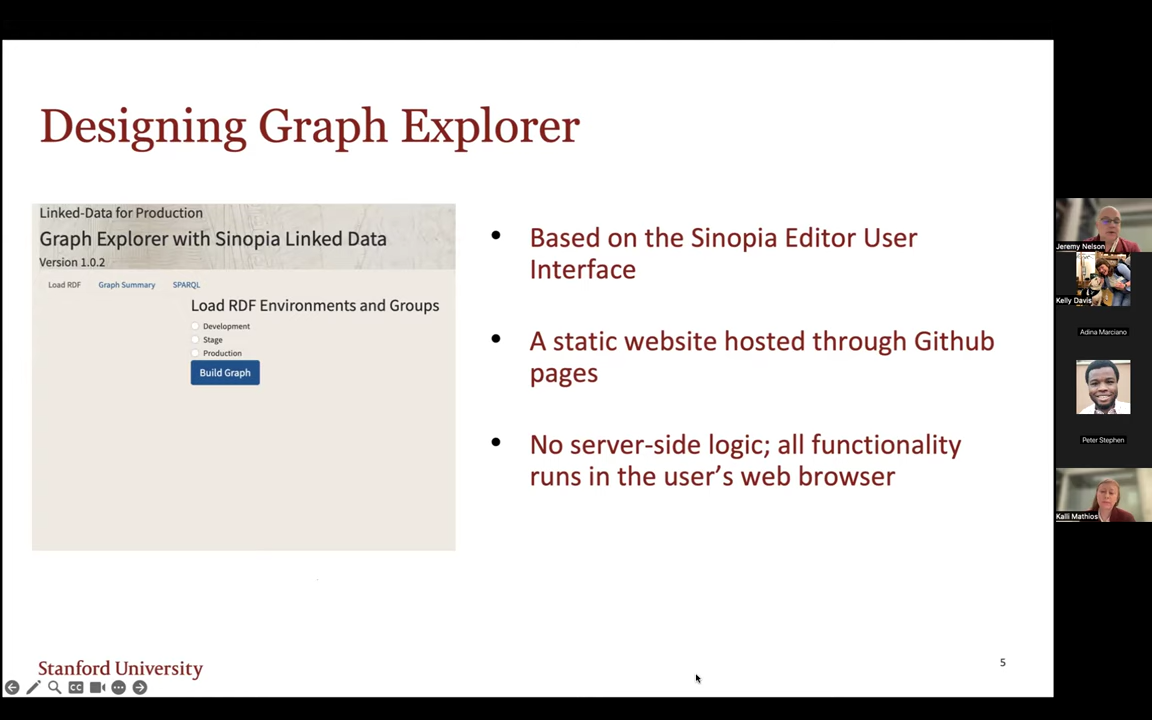 Designing Graph Explorer
Linked-Data for Production
Graph Explorer with Sinopia Linked Data
Version 1.0.2
Load RDF Graph Summary SPARQL
Load RDF Environments and Groups
Development
Stage
Production
Build Graph
• Based on the Sinopia Editor User
Interface
• A static website hosted through Github
pages
• No server-side logic; all functionality
runs in the user's web browser
Stanford University
5
CC
Jeremy Nelson
Kelly Davis
Adina Marciano
Peter Stephen
Kalli Mathios